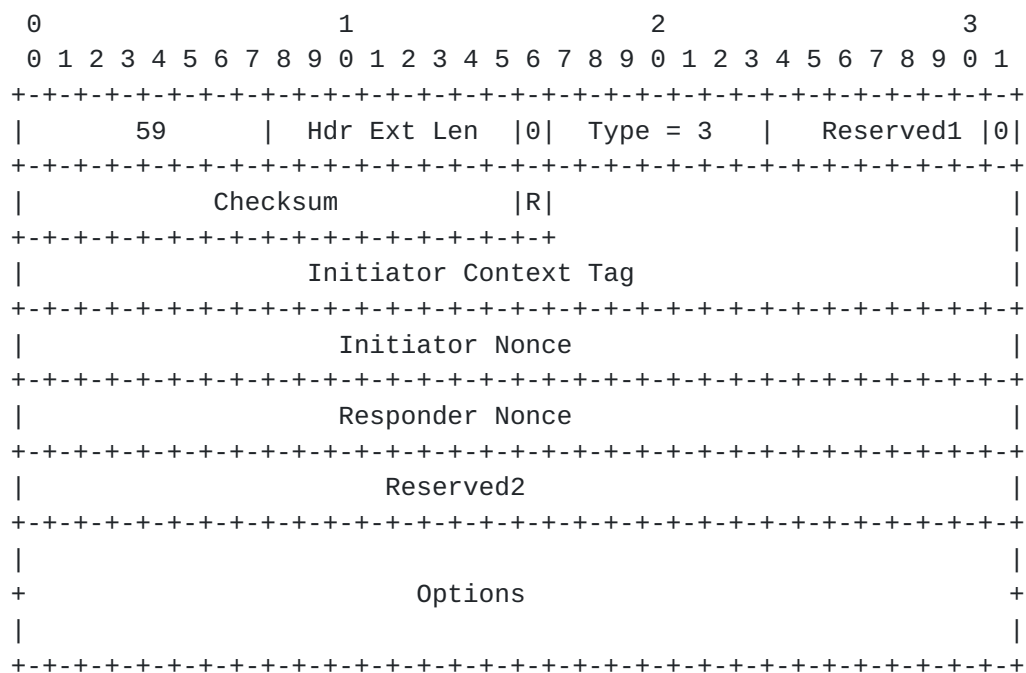 0                   1                   2                   3
 0 1 2 3 4 5 6 7 8 9 0 1 2 3 4 5 6 7 8 9 0 1 2 3 4 5 6 7 8 9 0 1
+-+-+-+-+-+-+-+-+-+-+-+-+-+-+-+-+-+-+-+-+-+-+-+-+-+-+-+-+-+-+-+-+
|       59      |  Hdr Ext Len  |0|  Type = 3   |   Reserved1 |0|
+-+-+-+-+-+-+-+-+-+-+-+-+-+-+-+-+-+-+-+-+-+-+-+-+-+-+-+-+-+-+-+-+
|            Checksum           |R|                             |
+-+-+-+-+-+-+-+-+-+-+-+-+-+-+-+-+-+                             |
|                  Initiator Context Tag                        |
+-+-+-+-+-+-+-+-+-+-+-+-+-+-+-+-+-+-+-+-+-+-+-+-+-+-+-+-+-+-+-+-+
|                    Initiator Nonce                            |
+-+-+-+-+-+-+-+-+-+-+-+-+-+-+-+-+-+-+-+-+-+-+-+-+-+-+-+-+-+-+-+-+
|                    Responder Nonce                            |
+-+-+-+-+-+-+-+-+-+-+-+-+-+-+-+-+-+-+-+-+-+-+-+-+-+-+-+-+-+-+-+-+
|                       Reserved2                               |
+-+-+-+-+-+-+-+-+-+-+-+-+-+-+-+-+-+-+-+-+-+-+-+-+-+-+-+-+-+-+-+-+
|                                                               |
+                         Options                               +
|                                                               |
+-+-+-+-+-+-+-+-+-+-+-+-+-+-+-+-+-+-+-+-+-+-+-+-+-+-+-+-+-+-+-+-+